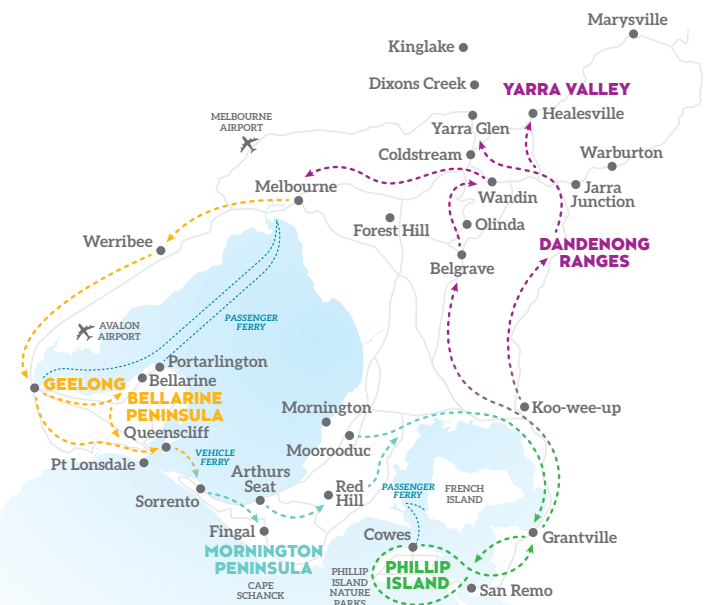 Marysville
Kinglake
Dixons Creek
YARRA VALLEY
MELBOURNE
AIRPORT
Healesville
Yarra Glen
Coldstream
Warburton
Melbourne
Wandin
Jarra
Junction
Forest Hill
Olinda
Werribee
DANDENONG
RANGES
Belgrave
PASSENGER
FERRY
AVALON
AIRPORT
Portarlington
GEELONG
Bellarine
BELLARINE
PENINSULA
Mornington
Koo-wee-up
Queenscliff
Moorooduc
VEHICLE
FERRY
Pt Lonsdale
Arthurs
Seat
Sorrento
Red
Hill
PASSENGER
FERRY
FRENCH
ISLAND
Fingal
Cowes
Grantville
MORNINGTON
PENINSULA
PHILLIP
ISLAND
CAPE
SCHANCK
PHILLIP
ISLAND
NATURE
PARKS
San Remo